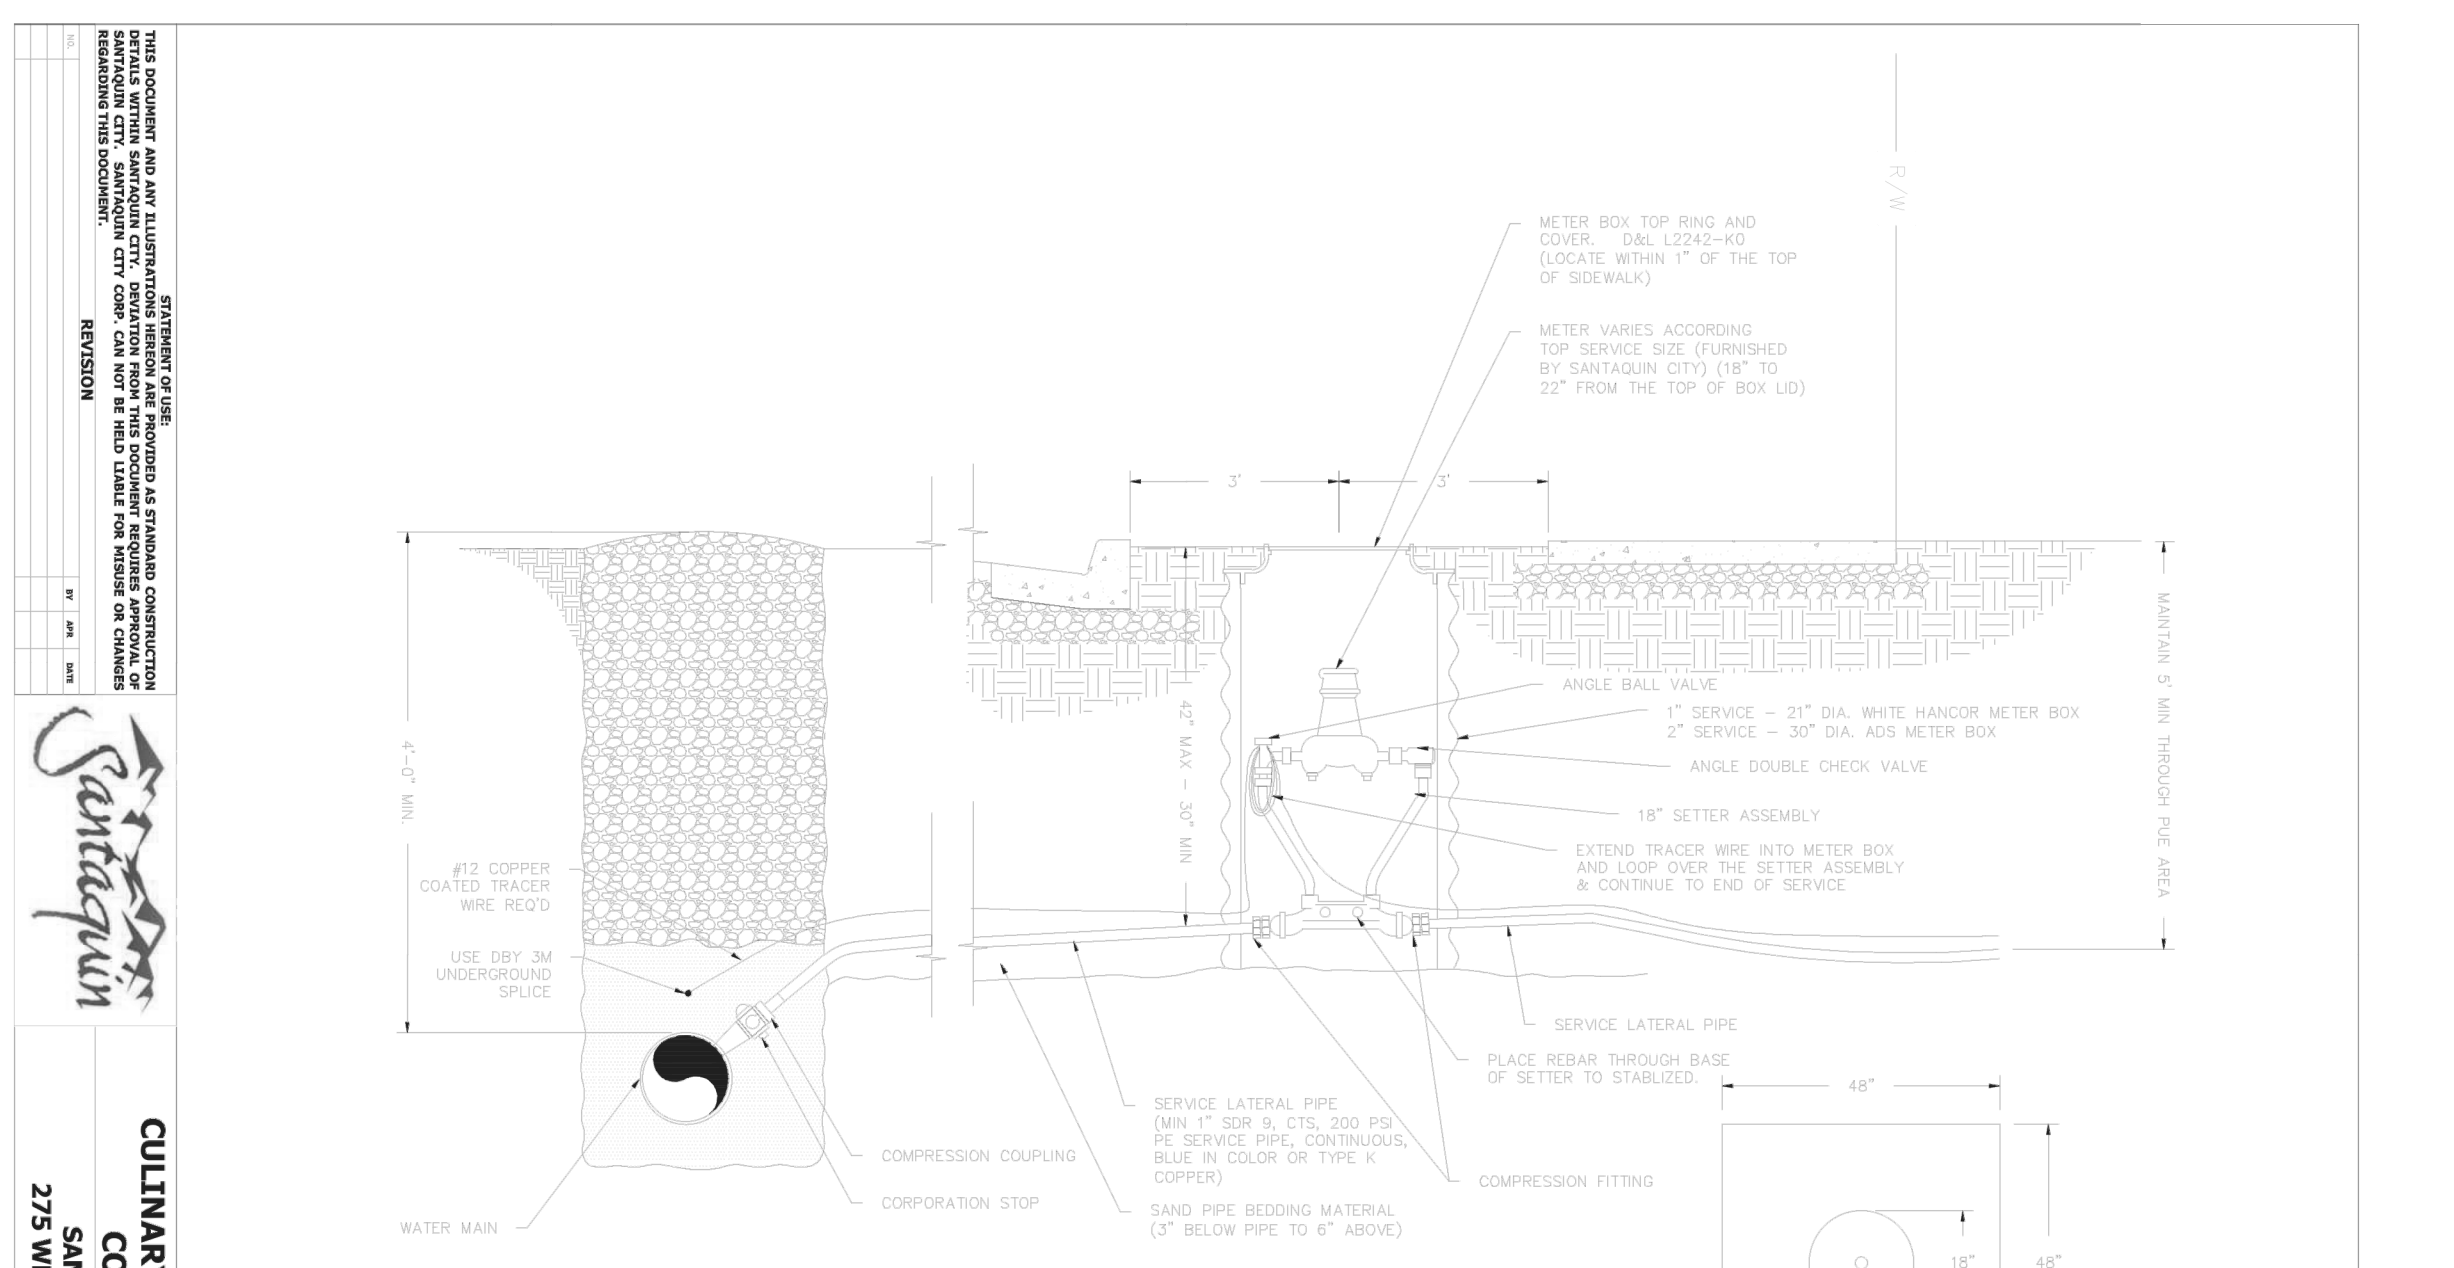 STATEMENT OF USE:
THIS DOCUMENT AND ANY ILLUSTRATIONS HEREON ARE PROVIDED AS STANDARD CONSTRUCTION
DETAILS WITHIN SANTAQUIN CITY. DEVIATION FROM THIS DOCUMENT REQUIRES APPROVAL OF
SANTAQUIN CITY. SANTAQUIN CITY CORP. CAN NOT BE HELD LIABLE FOR MISUSE OR CHANGES
REGARDING THIS DOCUMENT.
REVISION
NO.
BY
APR
DATE
Santaquin
CULINARY
275 W
R/W
METER BOX TOP RING AND
COVER. D&L L2242-K0
(LOCATE WITHIN 1" OF THE TOP
OF SIDEWALK)
METER VARIES ACCORDING
TOP SERVICE SIZE (FURNISHED
BY SANTAQUIN CITY) (18" TO
22" FROM THE TOP OF BOX LID)
3'
3'
4'-0" MIN.
42" MAX - 30" MIN
MAINTAIN 5' MIN THROUGH PUE AREA
ANGLE BALL VALVE
1" SERVICE - 21" DIA. WHITE HANCOR METER BOX
2" SERVICE - 30" DIA. ADS METER BOX
ANGLE DOUBLE CHECK VALVE
18" SETTER ASSEMBLY
EXTEND TRACER WIRE INTO METER BOX
AND LOOP OVER THE SETTER ASSEMBLY
& CONTINUE TO END OF SERVICE
#12 COPPER
COATED TRACER
WIRE REQ'D
USE DBY 3M
UNDERGROUND
SPLICE
SERVICE LATERAL PIPE
PLACE REBAR THROUGH BASE
OF SETTER TO STABLIZED.
SERVICE LATERAL PIPE
(MIN 1" SDR 9, CTS, 200 PSI
PE SERVICE PIPE, CONTINUOUS,
BLUE IN COLOR OR TYPE K
COPPER)
COMPRESSION COUPLING
CORPORATION STOP
COMPRESSION FITTING
SAND PIPE BEDDING MATERIAL
(3" BELOW PIPE TO 6" ABOVE)
WATER MAIN
48"
18"
48"